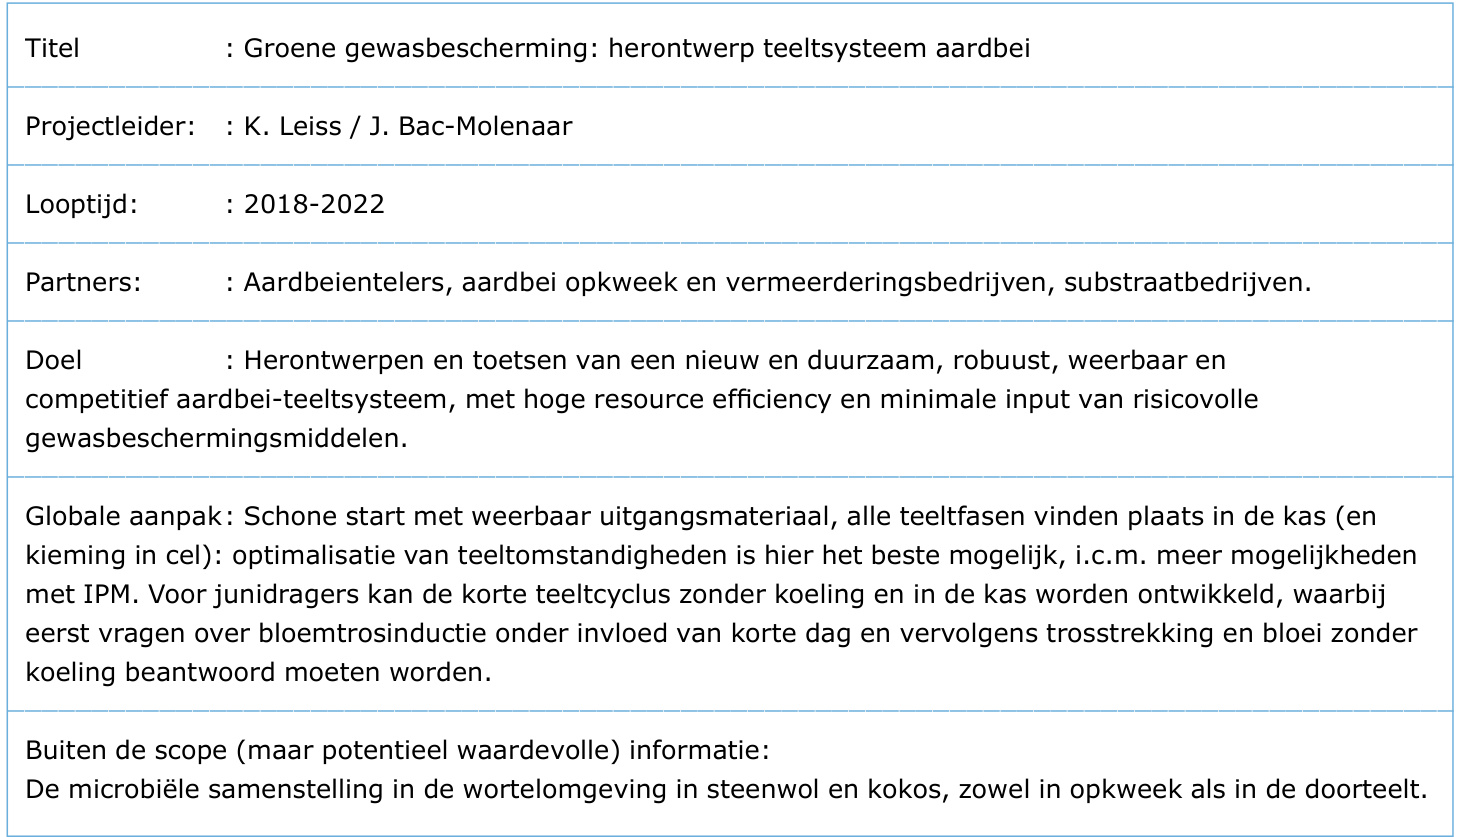 Titel : Groene gewasbescherming: herontwerp teeltsysteem aardbei
Projectleider: : K. Leiss / J. Bac-Molenaar
Looptijd: : 2018-2022
Partners: : Aardbeientelers, aardbei opkweek en vermeerderingsbedrijven, substraatbedrijven.
Doel : Herontwerpen en toetsen van een nieuw en duurzaam, robuust, weerbaar en
competitief aardbei-teeltsysteem, met hoge resource efficiency en minimale input van risicovolle
gewasbeschermingsmiddelen.
Globale aanpak: Schone start met weerbaar uitgangsmateriaal, alle teeltfasen vinden plaats in de kas (en
kieming in cel): optimalisatie van teeltomstandigheden is hier het beste mogelijk, i.c.m. meer mogelijkheden
met IPM. Voor junidragers kan de korte teeltcyclus zonder koeling en in de kas worden ontwikkeld, waarbij
eerst vragen over bloemtrosinductie onder invloed van korte dag en vervolgens trosstrekking en bloei zonder
koeling beantwoord moeten worden.
Buiten de scope (maar potentieel waardevolle) informatie:
De microbiële samenstelling in de wortelomgeving in steenwol en kokos, zowel in opkweek als in de doorteelt.